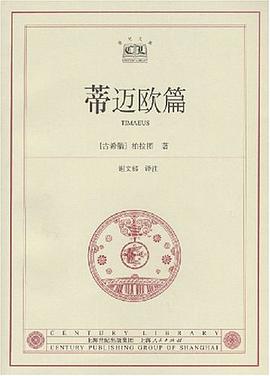 世纪文库
CENTURY LIBRARY
蒂迈欧篇
TIMAEUS
[古希腊] 柏拉图 著
谢文郁 译注
CENTURY LIBRARY
上海世纪出版集团 上海人民出版社
CENTURY PUBLISHING GROUP OF SHANGHAI